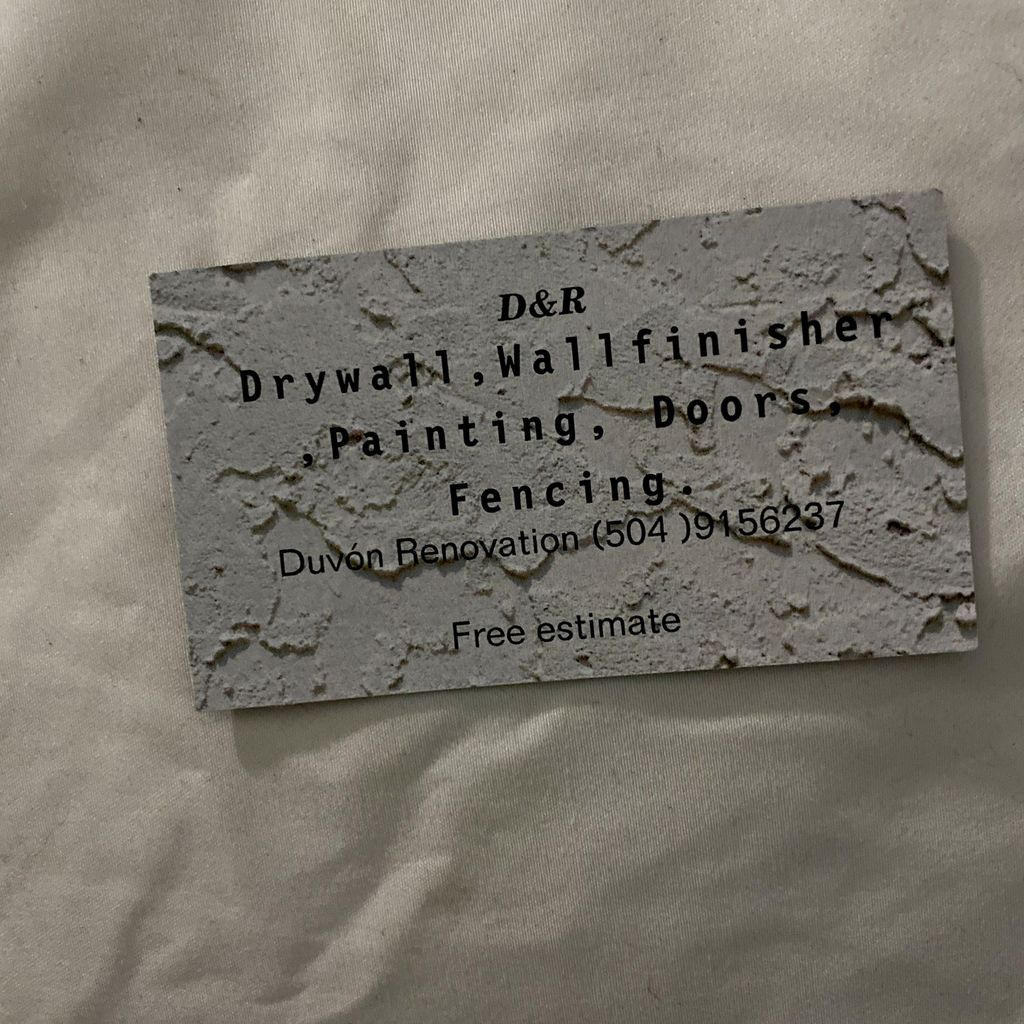 D&R
Drywall,Wallfinisher
,Painting, Doors,
Fencing.
Duvón Renovation (504 )9156237
Free estimate